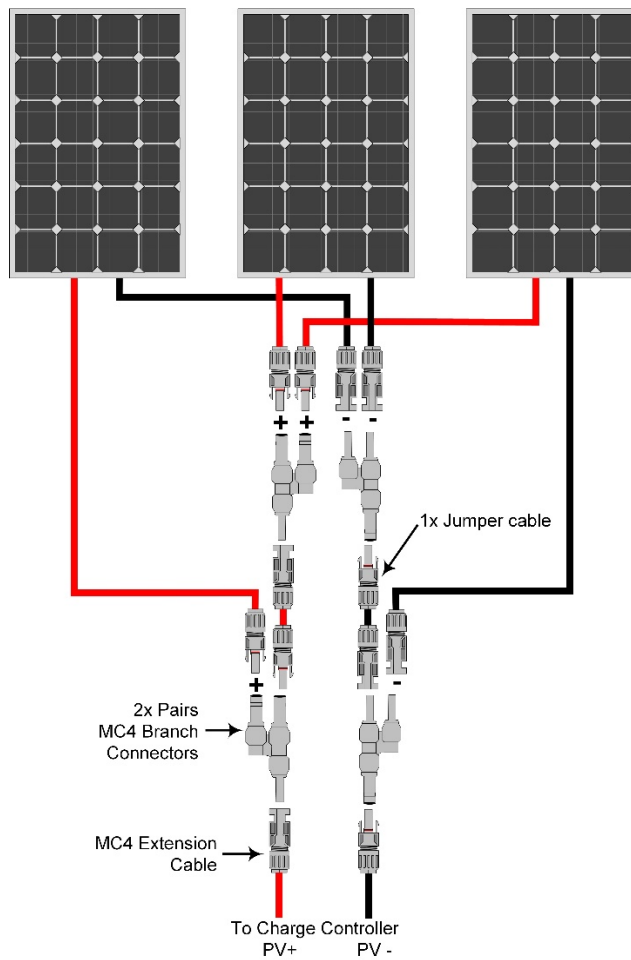 + + - -
1x Jumper cable
+ -
2x Pairs
MC4 Branch
Connectors
MC4 Extension
Cable
To Charge Controller
PV+ PV -